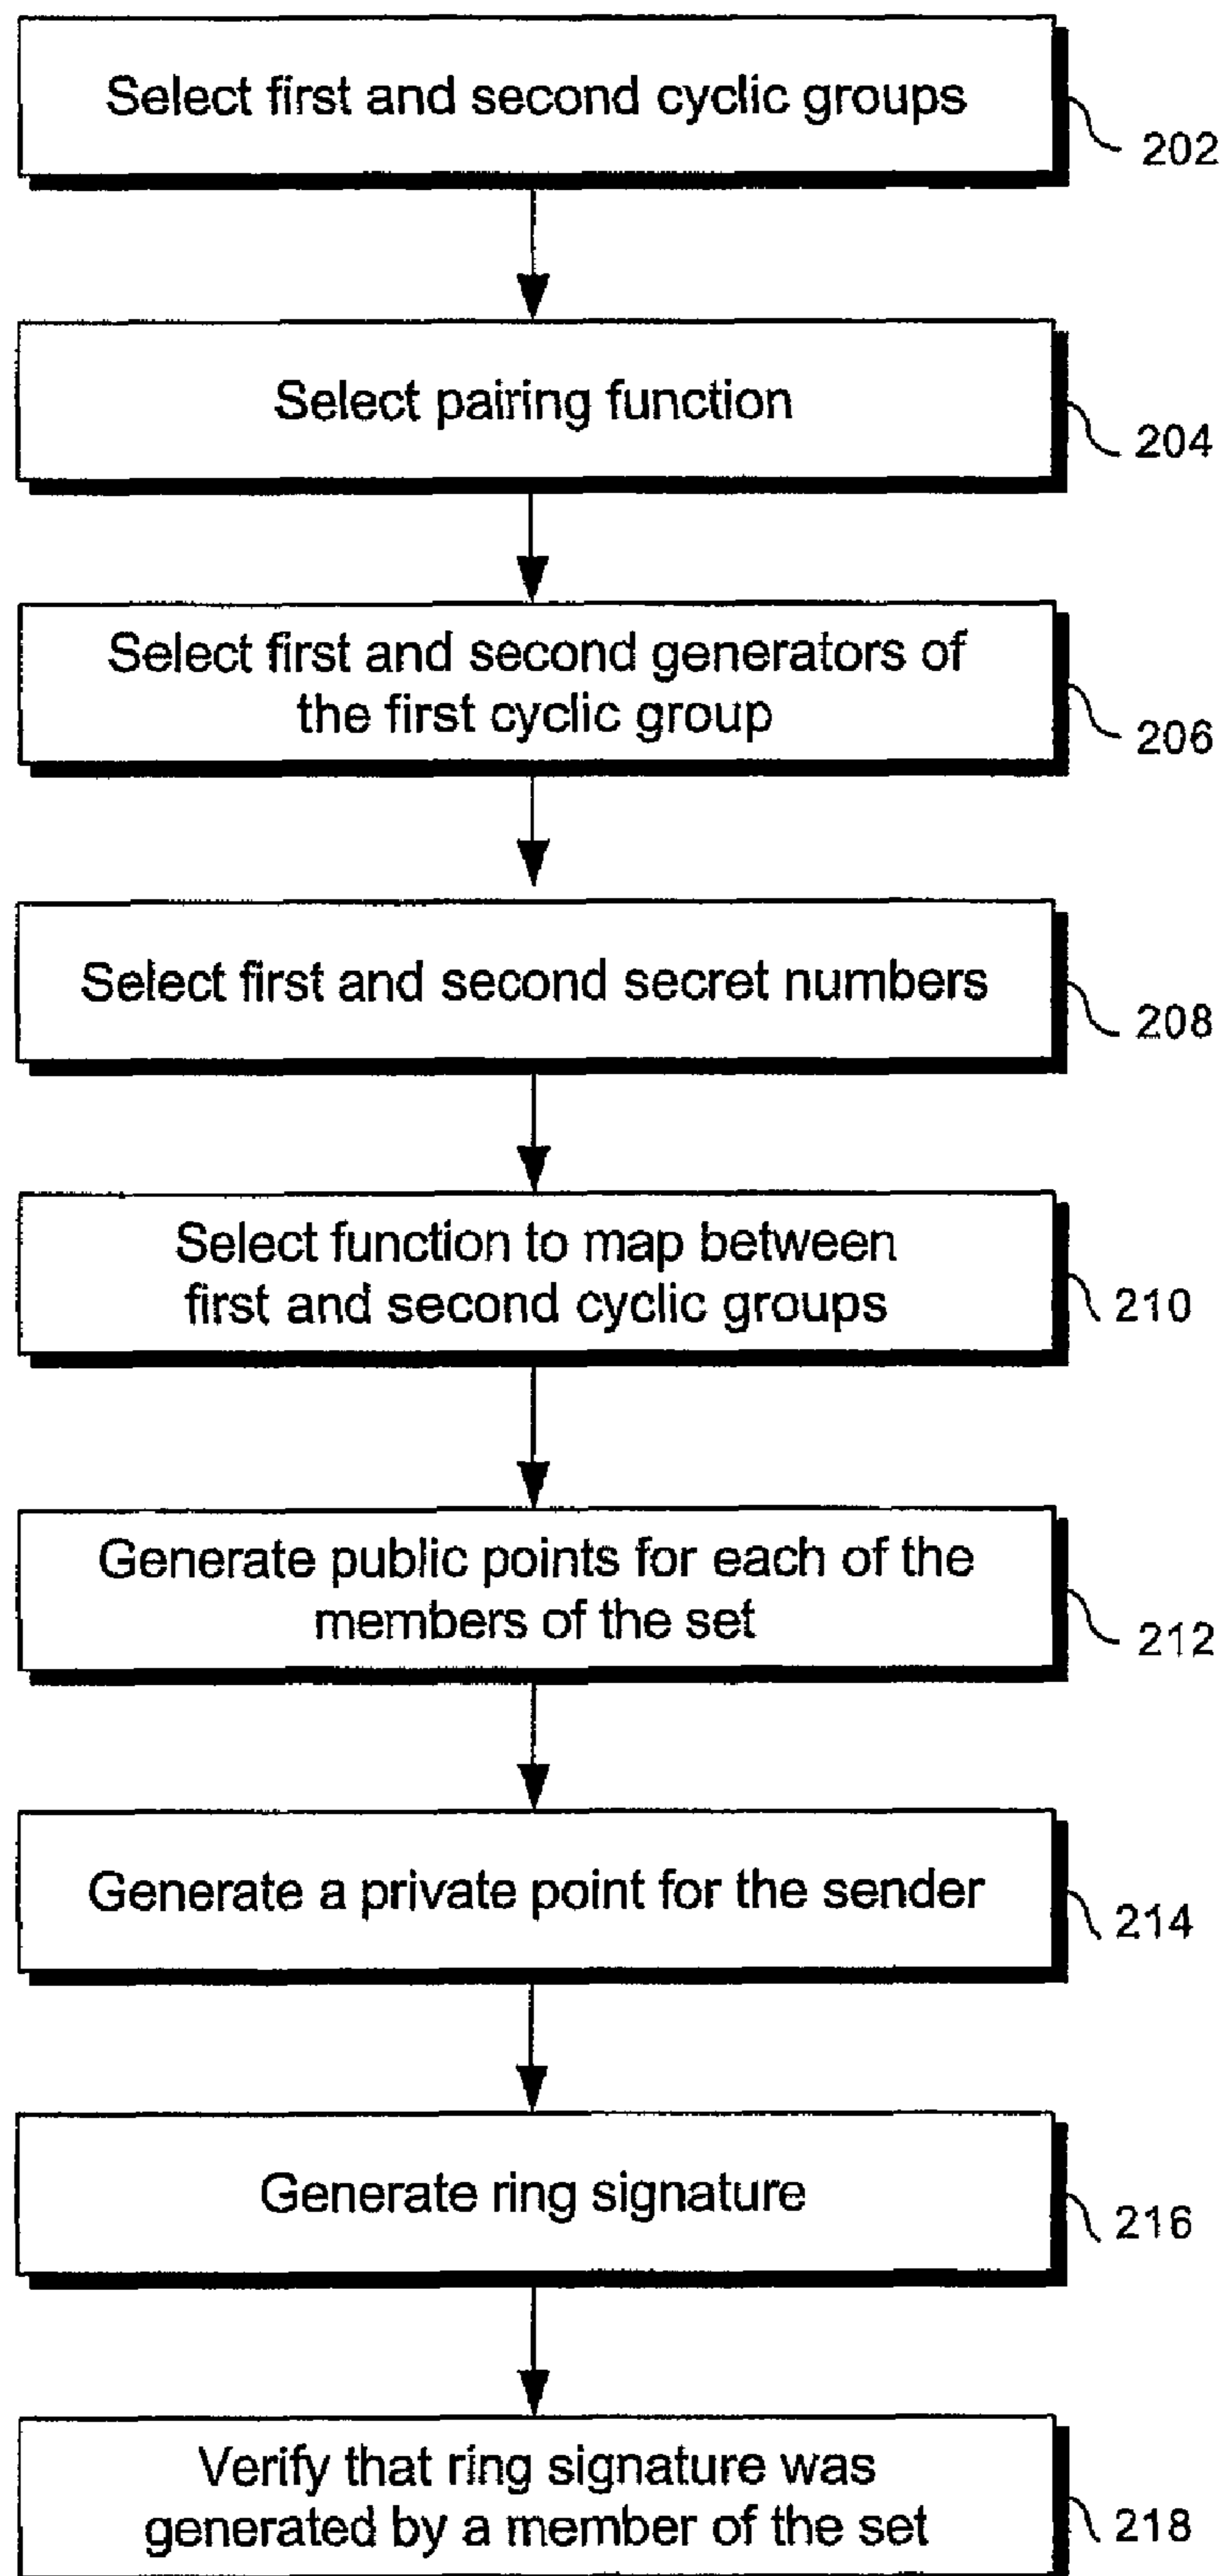 Select first and second cyclic groups
202
Select pairing function
204
Select first and second generators of
the first cyclic group
206
Select first and second secret numbers
208
Select function to map between
first and second cyclic groups
210
Generate public points for each of the
members of the set
212
Generate a private point for the sender
214
Generate ring signature
216
Verify that ring signature was
generated by a member of the set
218